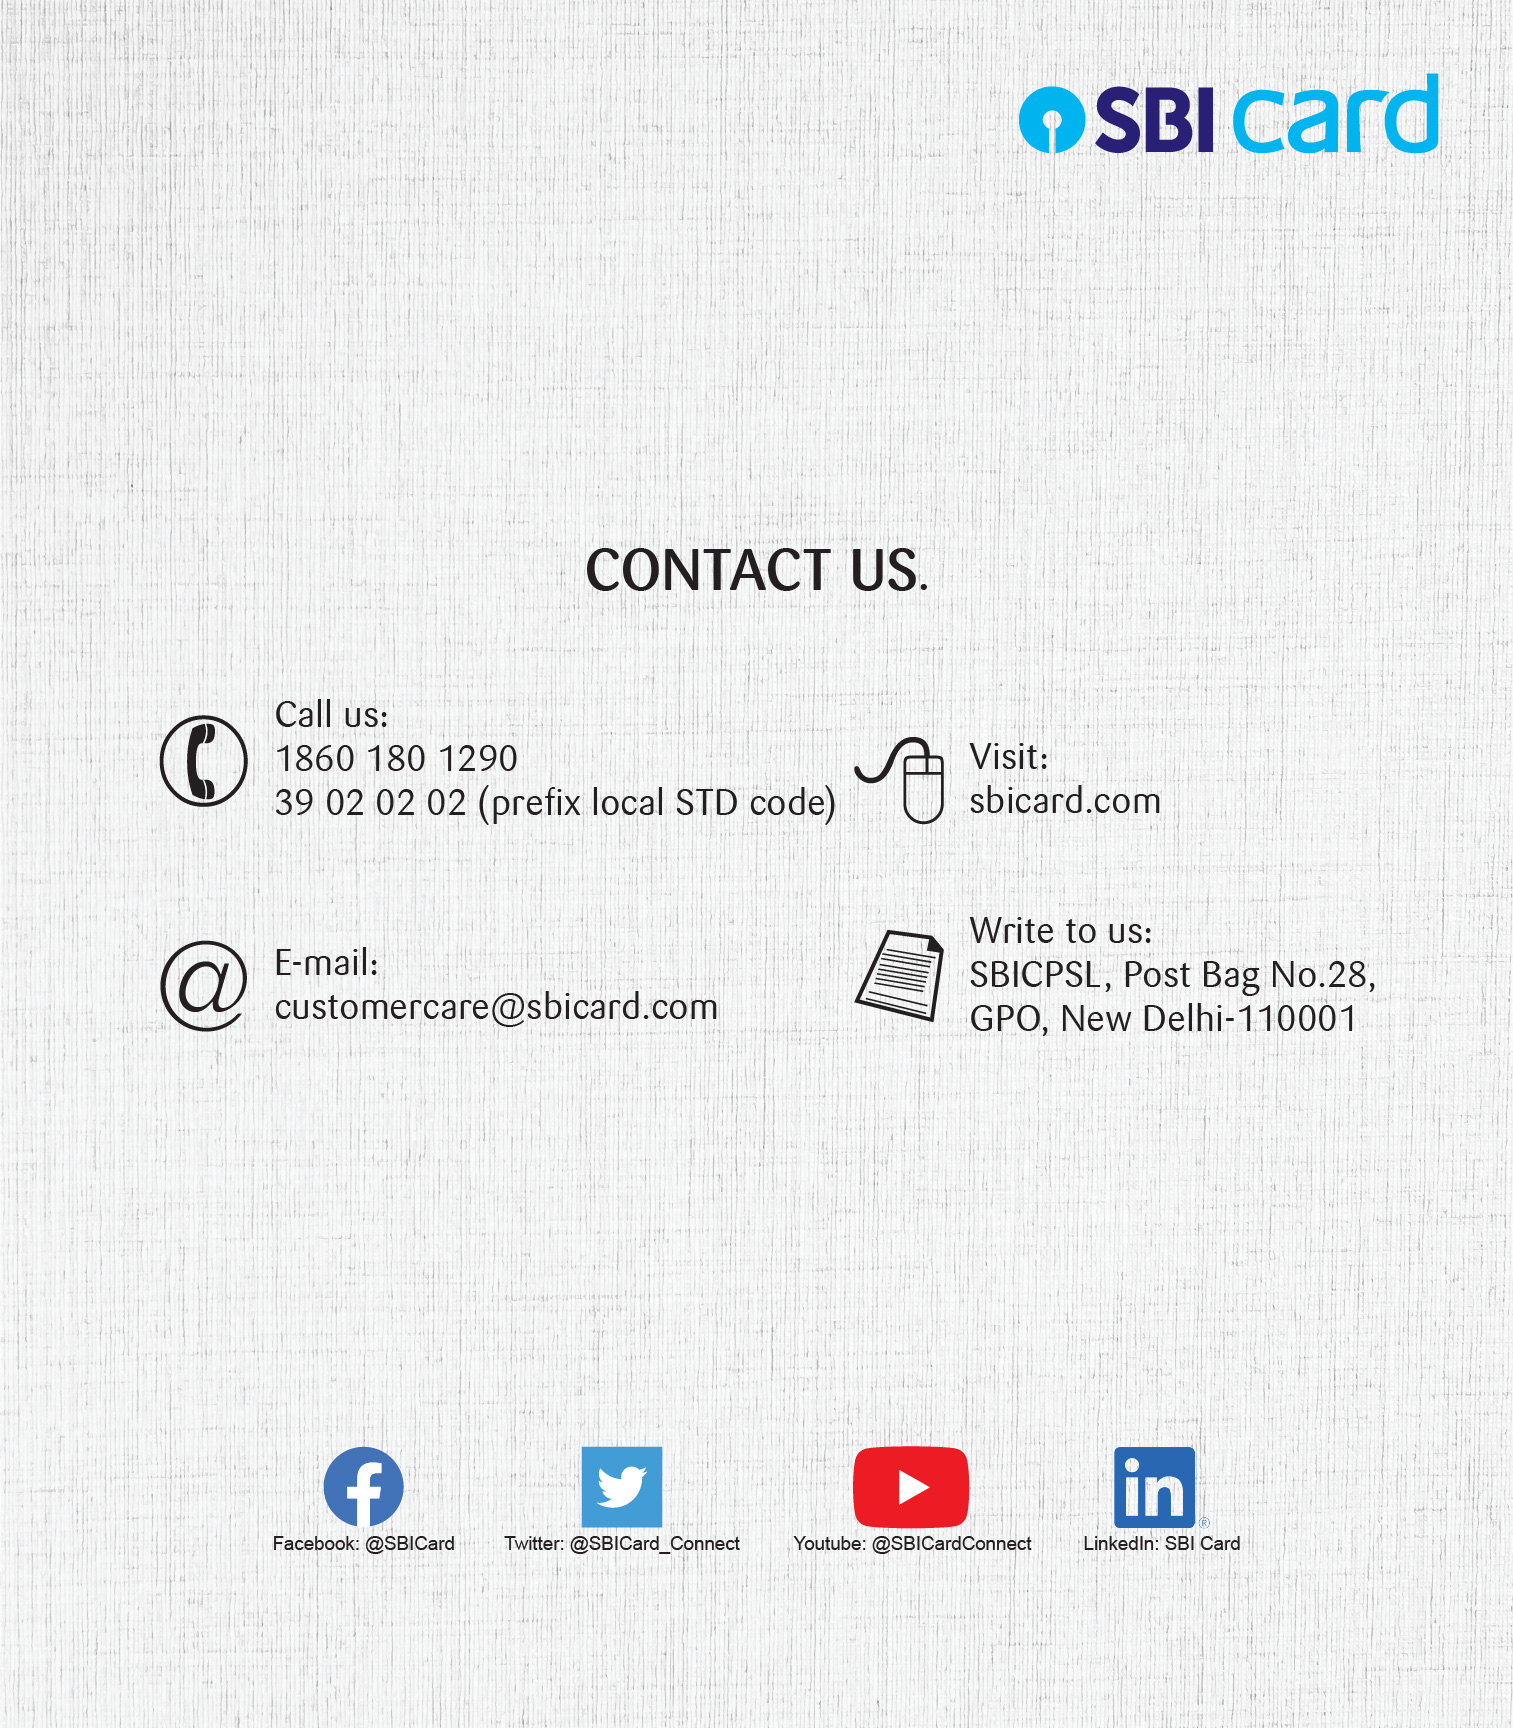 SBI card
CONTACT US.
Call us:
1860 180 1290
39 02 02 02 (prefix local STD code)
Visit:
sbicard.com
E-mail:
customercare@sbicard.com
Write to us:
SBICPSL, Post Bag No.28,
GPO, New Delhi-110001
in
®
Facebook: @SBICard
Twitter: @SBICard_Connect
Youtube: @SBICardConnect
LinkedIn: SBI Card